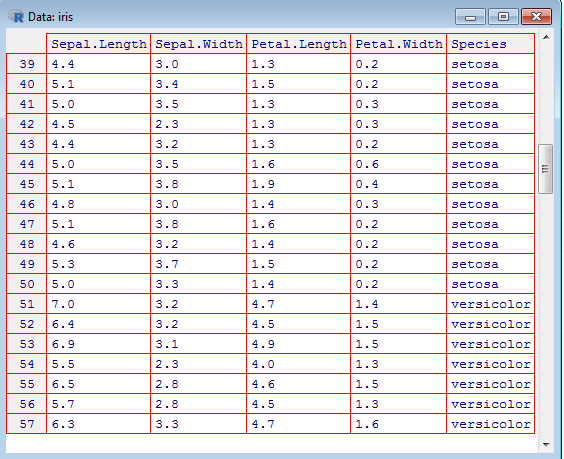 R Data: iris
Sepal.Length Sepal.Width Petal.Length Petal.Width Species
39 4.4 3.0 1.3 0.2 setosa
40 5.1 3.4 1.5 0.2 setosa
41 5.0 3.5 1.3 0.3 setosa
42 4.5 2.3 1.3 0.3 setosa
43 4.4 3.2 1.3 0.2 setosa
44 5.0 3.5 1.6 0.6 setosa
45 5.1 3.8 1.9 0.4 setosa
46 4.8 3.0 1.4 0.3 setosa
47 5.1 3.8 1.6 0.2 setosa
48 4.6 3.2 1.4 0.2 setosa
49 5.3 3.7 1.5 0.2 setosa
50 5.0 3.3 1.4 0.2 setosa
51 7.0 3.2 4.7 1.4 versicolor
52 6.4 3.2 4.5 1.5 versicolor
53 6.9 3.1 4.9 1.5 versicolor
54 5.5 2.3 4.0 1.3 versicolor
55 6.5 2.8 4.6 1.5 versicolor
56 5.7 2.8 4.5 1.3 versicolor
57 6.3 3.3 4.7 1.6 versicolor